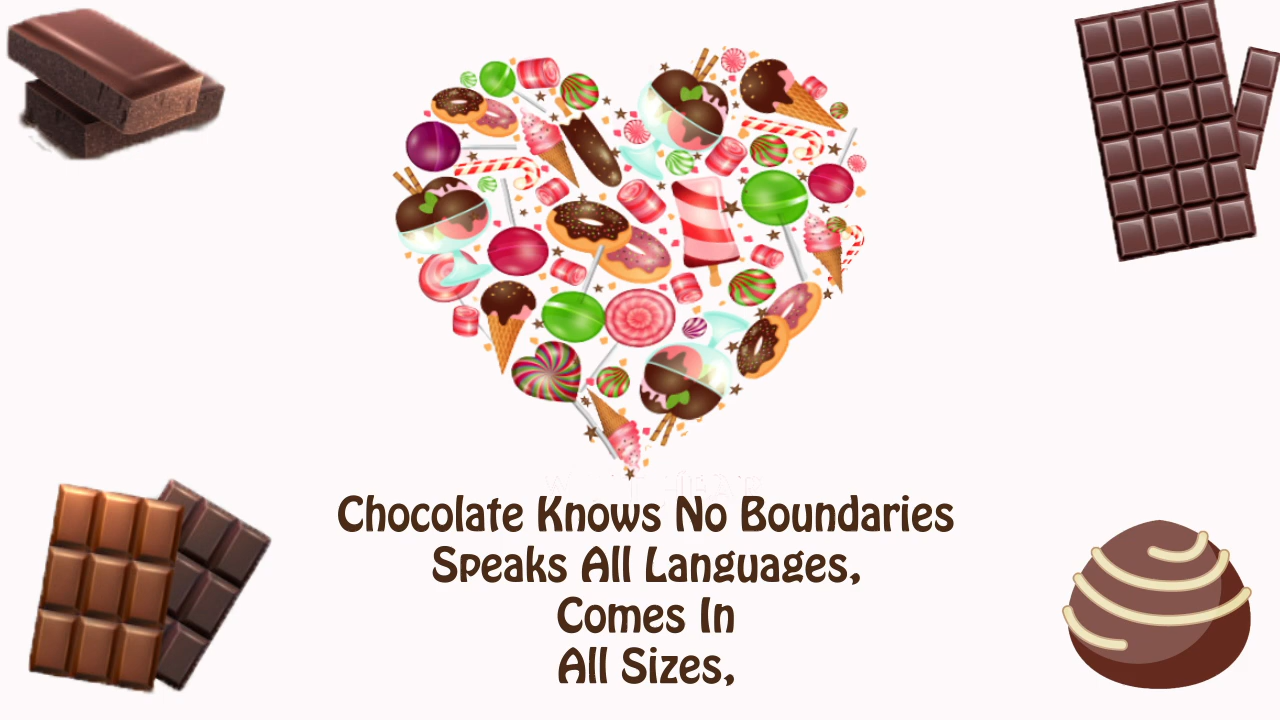 Chocolate Knows No Boundaries
Speaks All Languages,
Comes In
All Sizes,